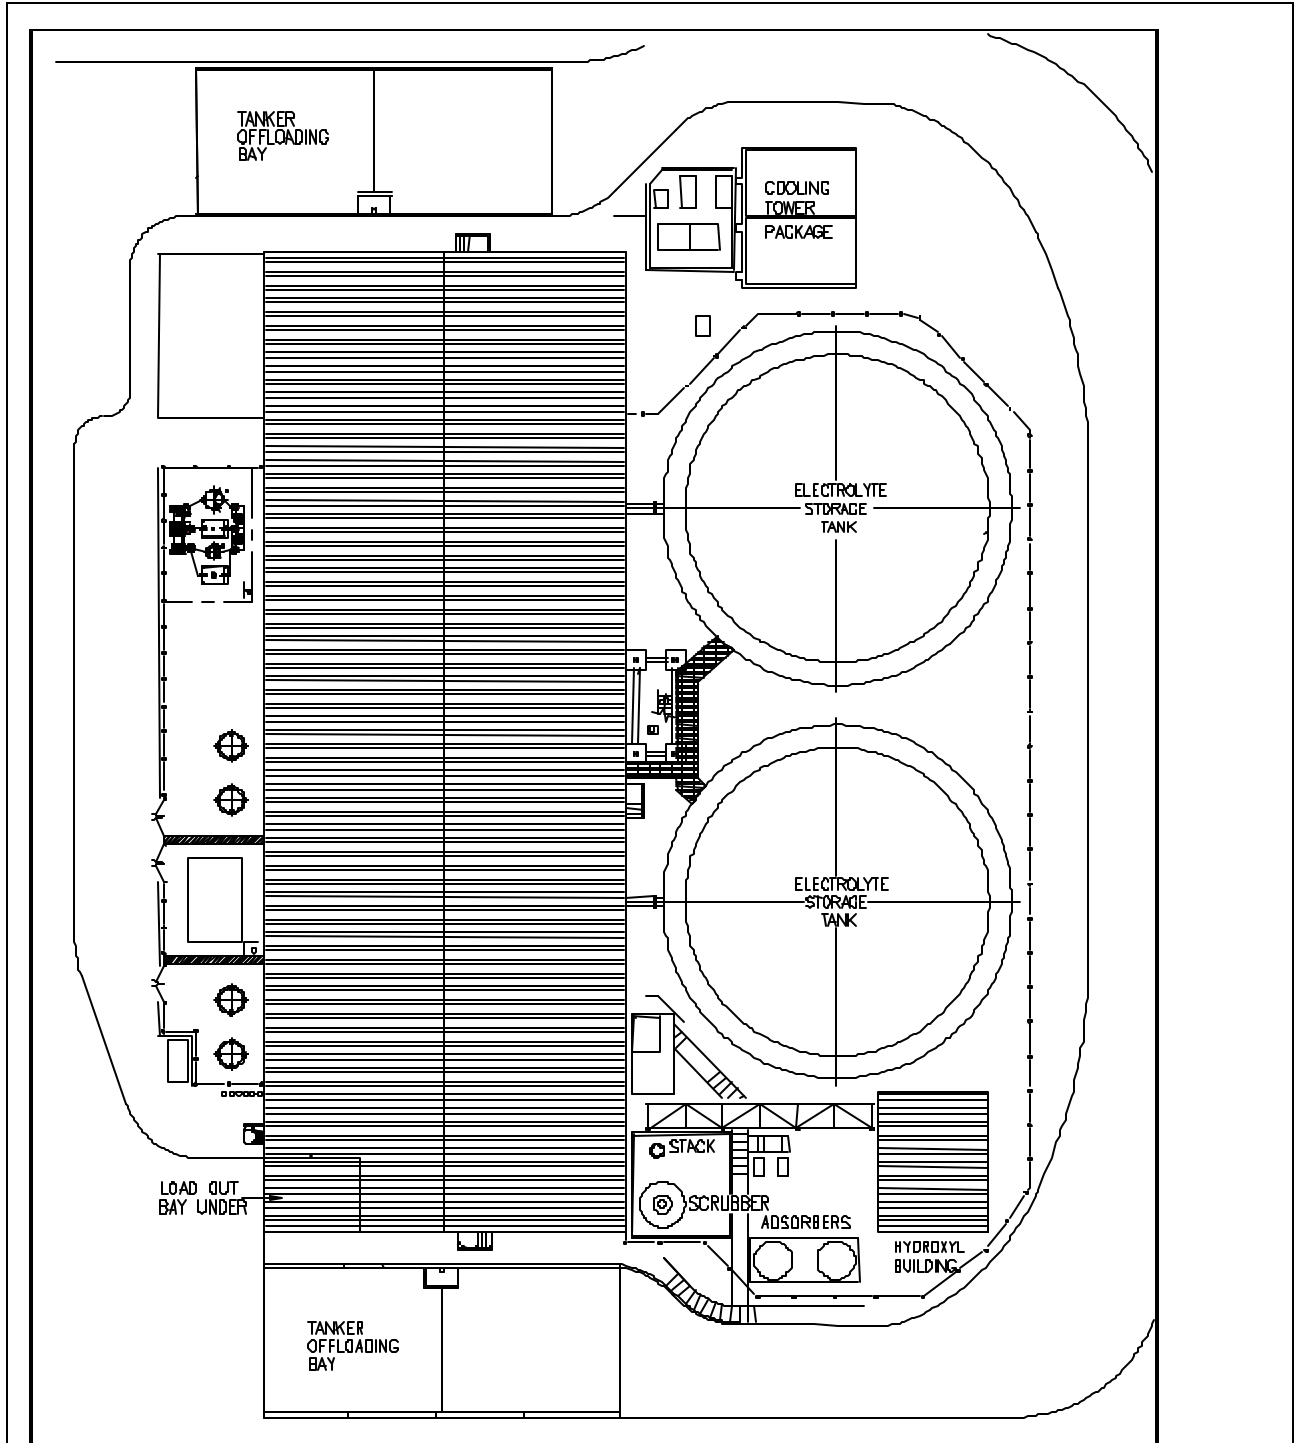 TANKER
OFFLOADING
BAY
COOLING
TOWER
PACKAGE
ELECTROLYTE
STORAGE
TANK
ELECTROLYTE
STORAGE
TANK
STACK
LOAD OUT
BAY UNDER
SCRUBBER
ADSORBERS
HYDROXYL
BUILDING
TANKER
OFFLOADING
BAY